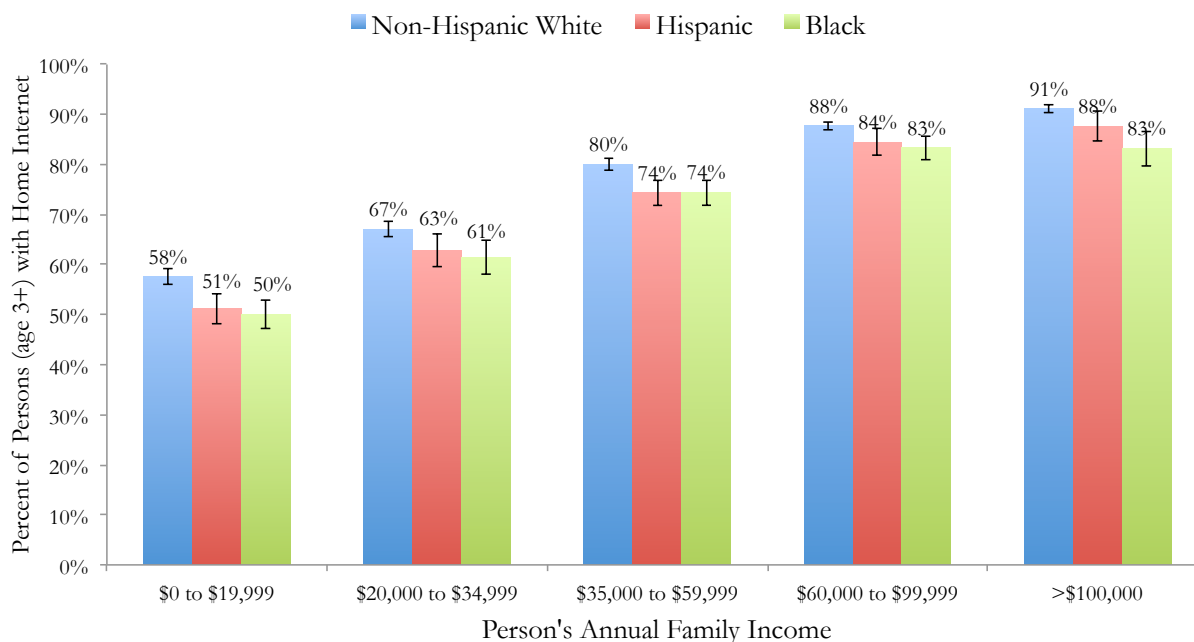 Non-Hispanic White Hispanic Black
Percent of Persons (age 3+) with Home Internet
100%
90%
80%
70%
60%
50%
40%
30%
20%
10%
0%
58% 51% 50%
67% 63% 61%
80% 74% 74%
88% 84% 83%
91% 88% 83%
$0 to $19,999 $20,000 to $34,999 $35,000 to $59,999 $60,000 to $99,999 >$100,000
Person's Annual Family Income